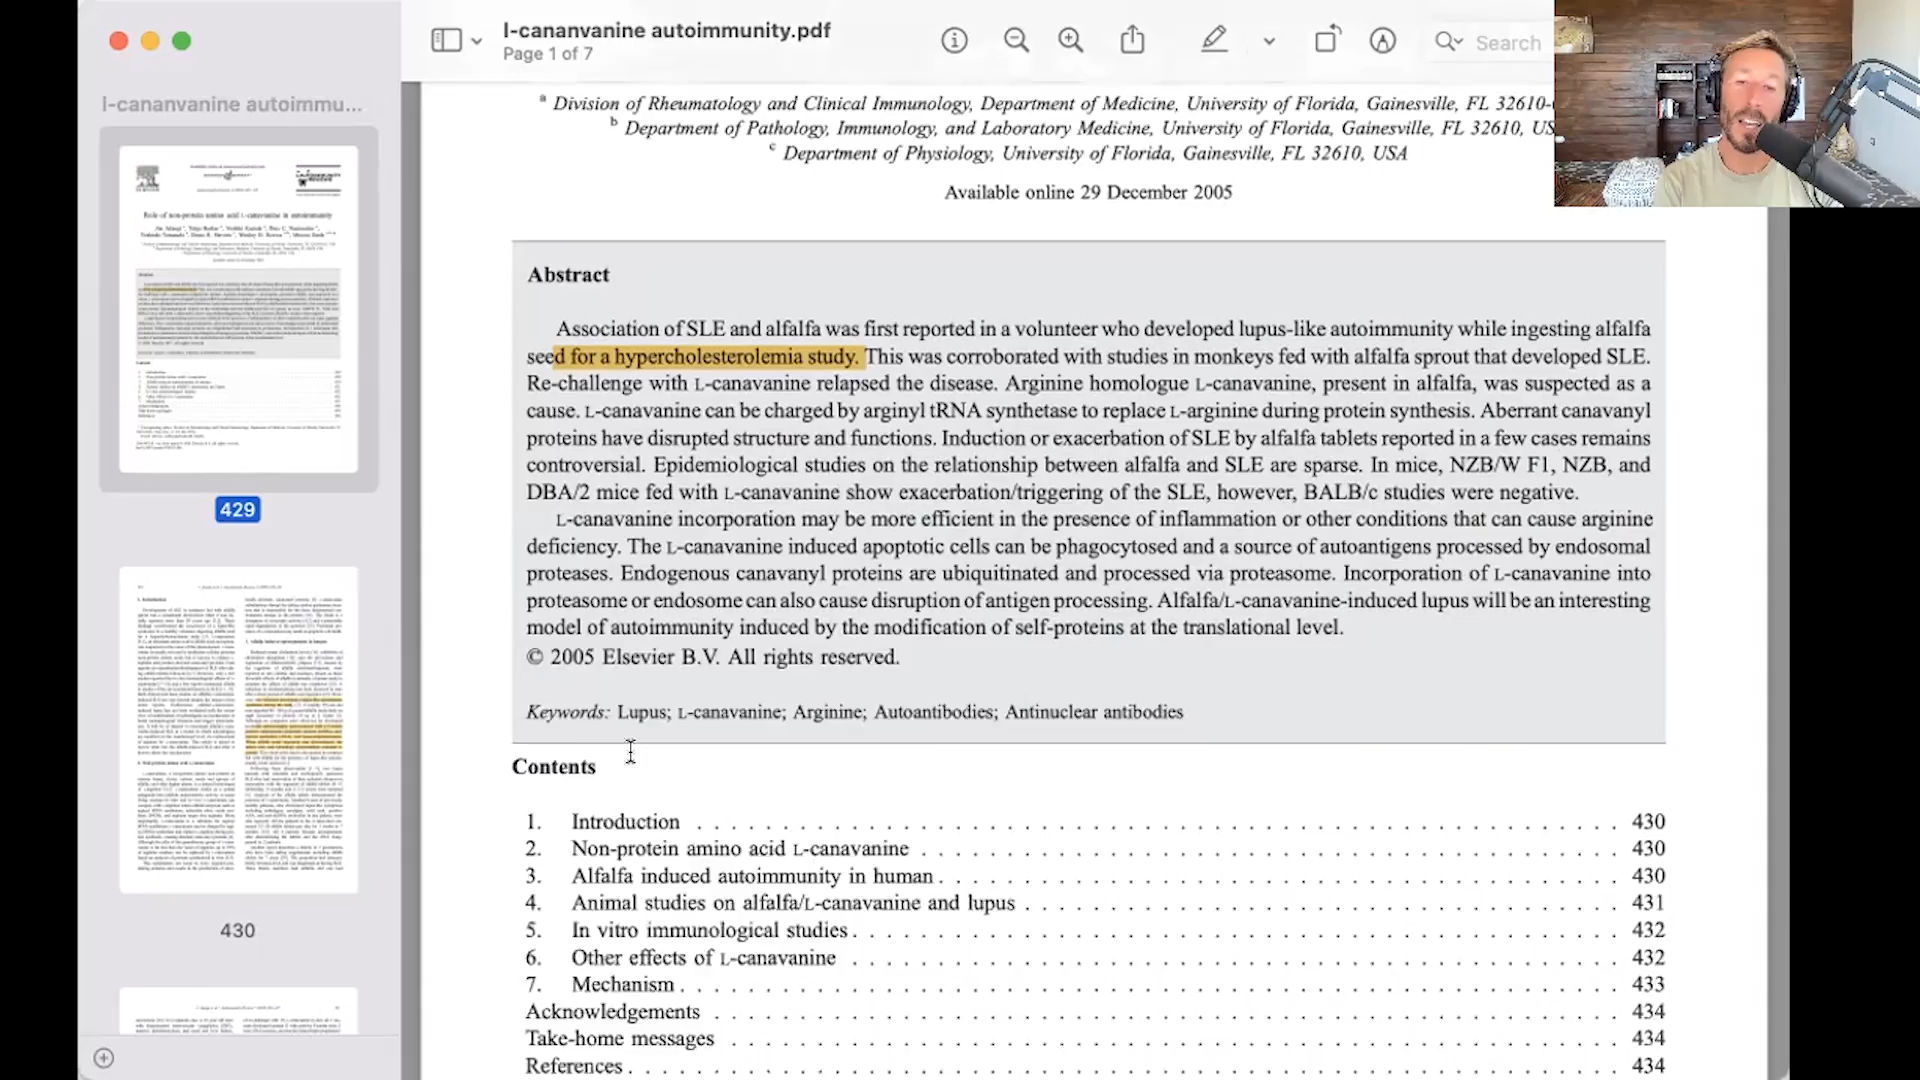 l-cananvanine autoimmunity.pdf
Page 1 of 7
Search
l-cananvanine autoimmu...
429
430
a Division of Rheumatology and Clinical Immunology, Department of Medicine, University of Florida, Gainesville, FL 32610-
b Department of Pathology, Immunology, and Laboratory Medicine, University of Florida, Gainesville, FL 32610, US
c Department of Physiology, University of Florida, Gainesville, FL 32610, USA
Available online 29 December 2005
Abstract
Association of SLE and alfalfa was first reported in a volunteer who developed lupus-like autoimmunity while ingesting alfalfa
seed for a hypercholesterolemia study. This was corroborated with studies in monkeys fed with alfalfa sprout that developed SLE.
Re-challenge with L-canavanine relapsed the disease. Arginine homologue L-canavanine, present in alfalfa, was suspected as a
cause. L-canavanine can be charged by arginyl tRNA synthetase to replace L-arginine during protein synthesis. Aberrant canavanyl
proteins have disrupted structure and functions. Induction or exacerbation of SLE by alfalfa tablets reported in a few cases remains
controversial. Epidemiological studies on the relationship between alfalfa and SLE are sparse. In mice, NZB/W F1, NZB, and
DBA/2 mice fed with L-canavanine show exacerbation/triggering of the SLE, however, BALB/c studies were negative.
L-canavanine incorporation may be more efficient in the presence of inflammation or other conditions that can cause arginine
deficiency. The L-canavanine induced apoptotic cells can be phagocytosed and a source of autoantigens processed by endosomal
proteases. Endogenous canavanyl proteins are ubiquitinated and processed via proteasome. Incorporation of L-canavanine into
proteasome or endosome can also cause disruption of antigen processing. Alfalfa/L-canavanine-induced lupus will be an interesting
model of autoimmunity induced by the modification of self-proteins at the translational level.
© 2005 Elsevier B.V. All rights reserved.
Keywords: Lupus; L-canavanine; Arginine; Autoantibodies; Antinuclear antibodies
Contents
1. Introduction . . . . . . . . . . 430
2. Non-protein amino acid L-canavanine . . . . . . . . . . 430
3. Alfalfa induced autoimmunity in human . . . . . . . . . . 430
4. Animal studies on alfalfa/L-canavanine and lupus . . . . . . . . . . 431
5. In vitro immunological studies . . . . . . . . . . 432
6. Other effects of L-canavanine . . . . . . . . . . 432
7. Mechanism . . . . . . . . . . 433
Acknowledgements . . . . . . . . . . 434
Take-home messages . . . . . . . . . . 434
References . . . . . . . . . . 434